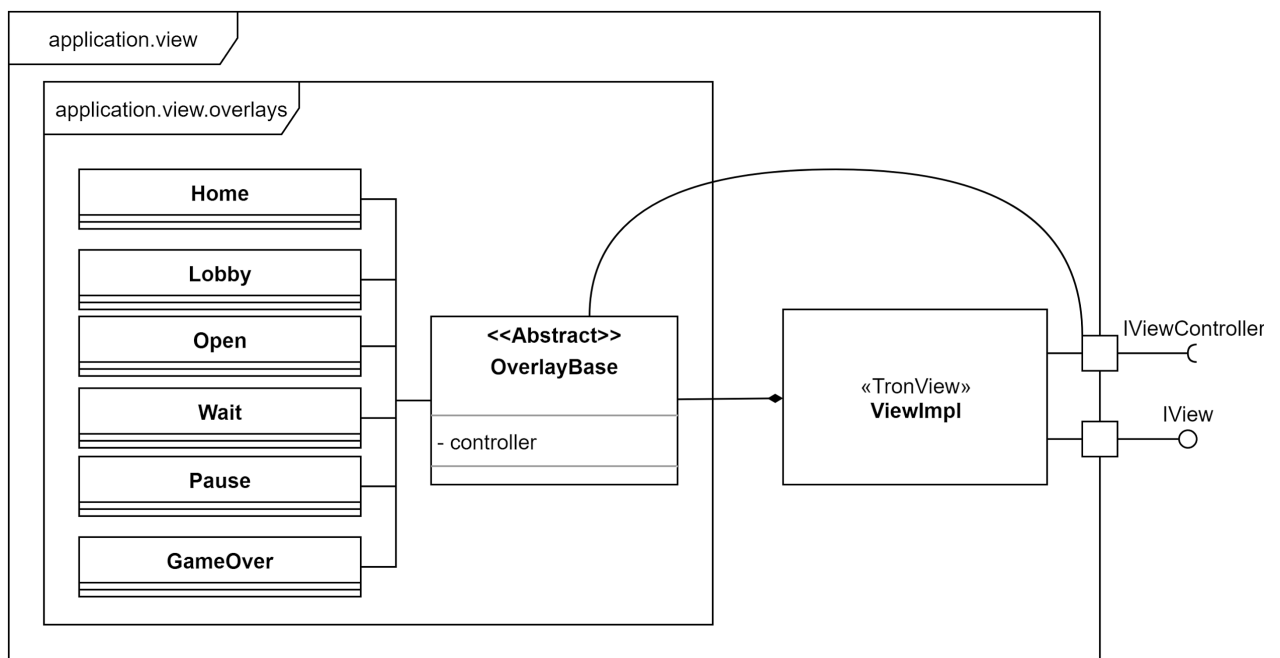 application.view
application.view.overlays
Home
Lobby
Open
Wait
Pause
GameOver
<<Abstract>>
OverlayBase
- controller
«TronView»
ViewImpl
IViewController
IView